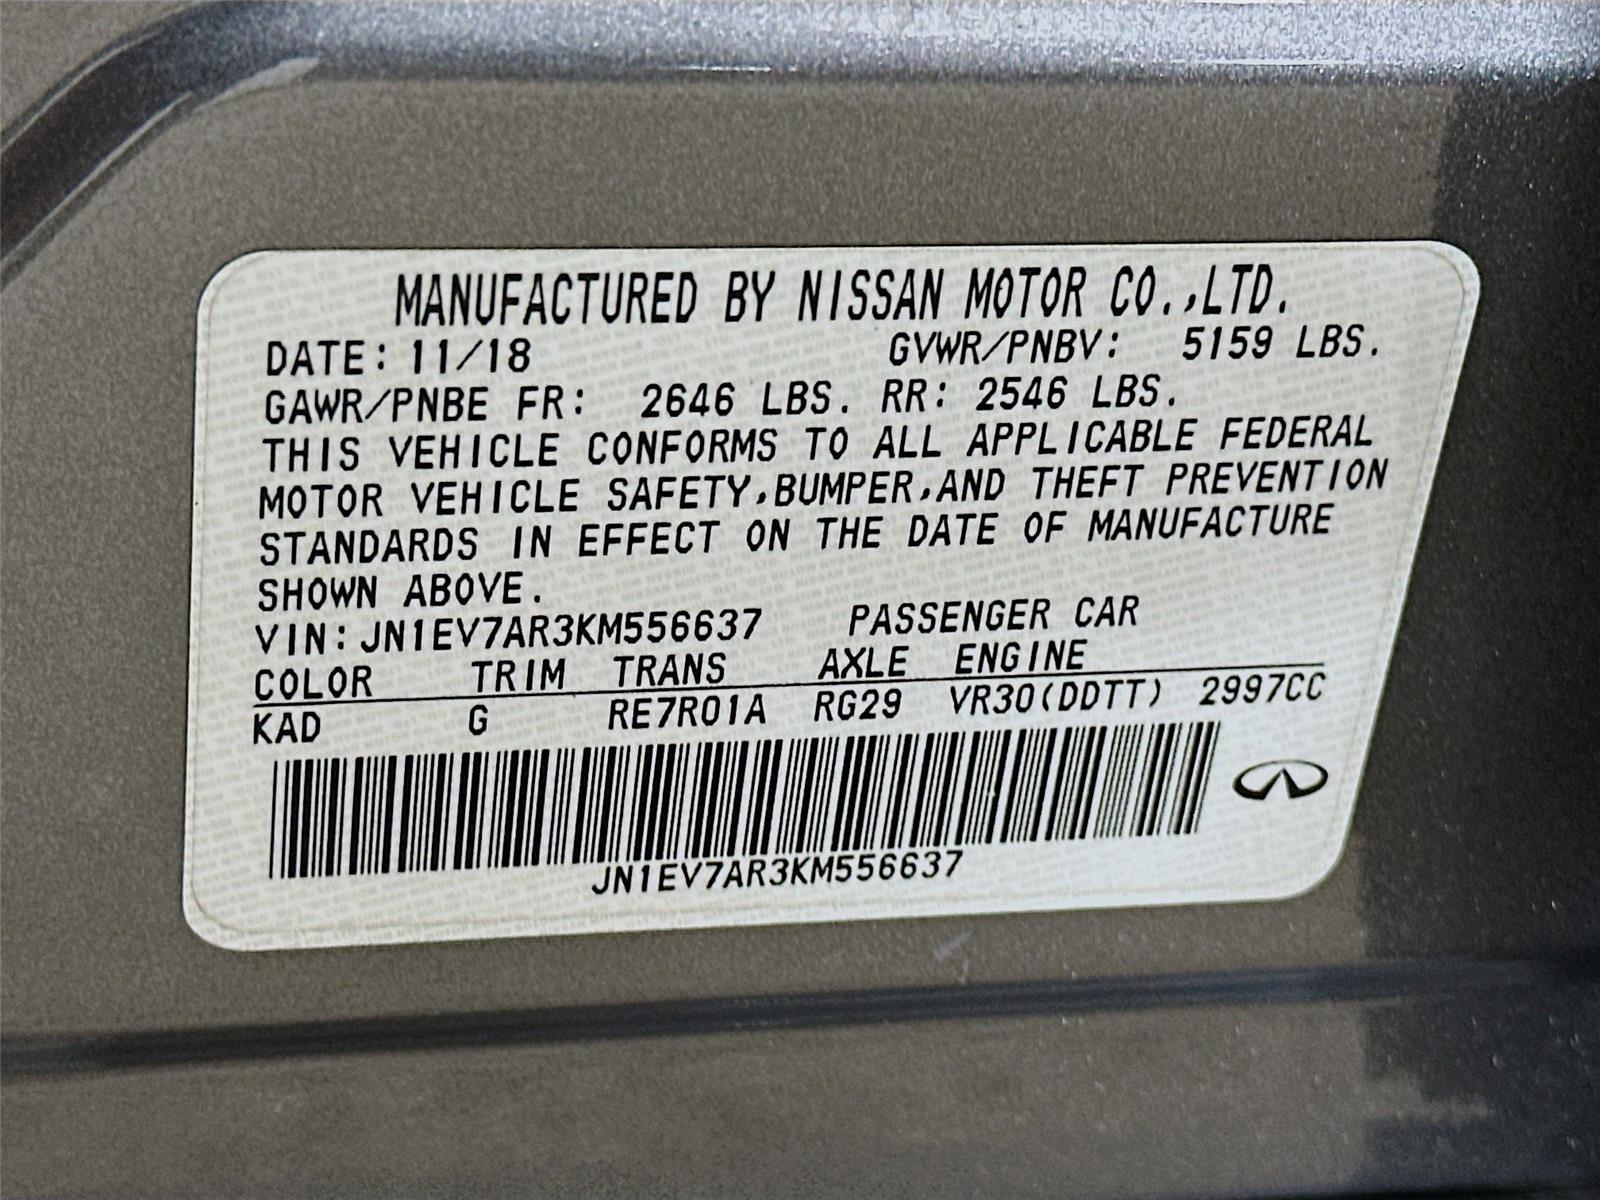 MANUFACTURED BY NISSAN MOTOR CO.,LTD.
DATE: 11/18 GVWR/PNBV: 5159 LBS.
GAWR/PNBE FR: 2646 LBS. RR: 2546 LBS.
THIS VEHICLE CONFORMS TO ALL APPLICABLE FEDERAL
MOTOR VEHICLE SAFETY,BUMPER,AND THEFT PREVENTION
STANDARDS IN EFFECT ON THE DATE OF MANUFACTURE
SHOWN ABOVE.
VIN: JN1EV7AR3KM556637 PASSENGER CAR
COLOR TRIM TRANS AXLE ENGINE
KAD G RE7R01A RG29 VR30(DDTT) 2997CC
JN1EV7AR3KM556637